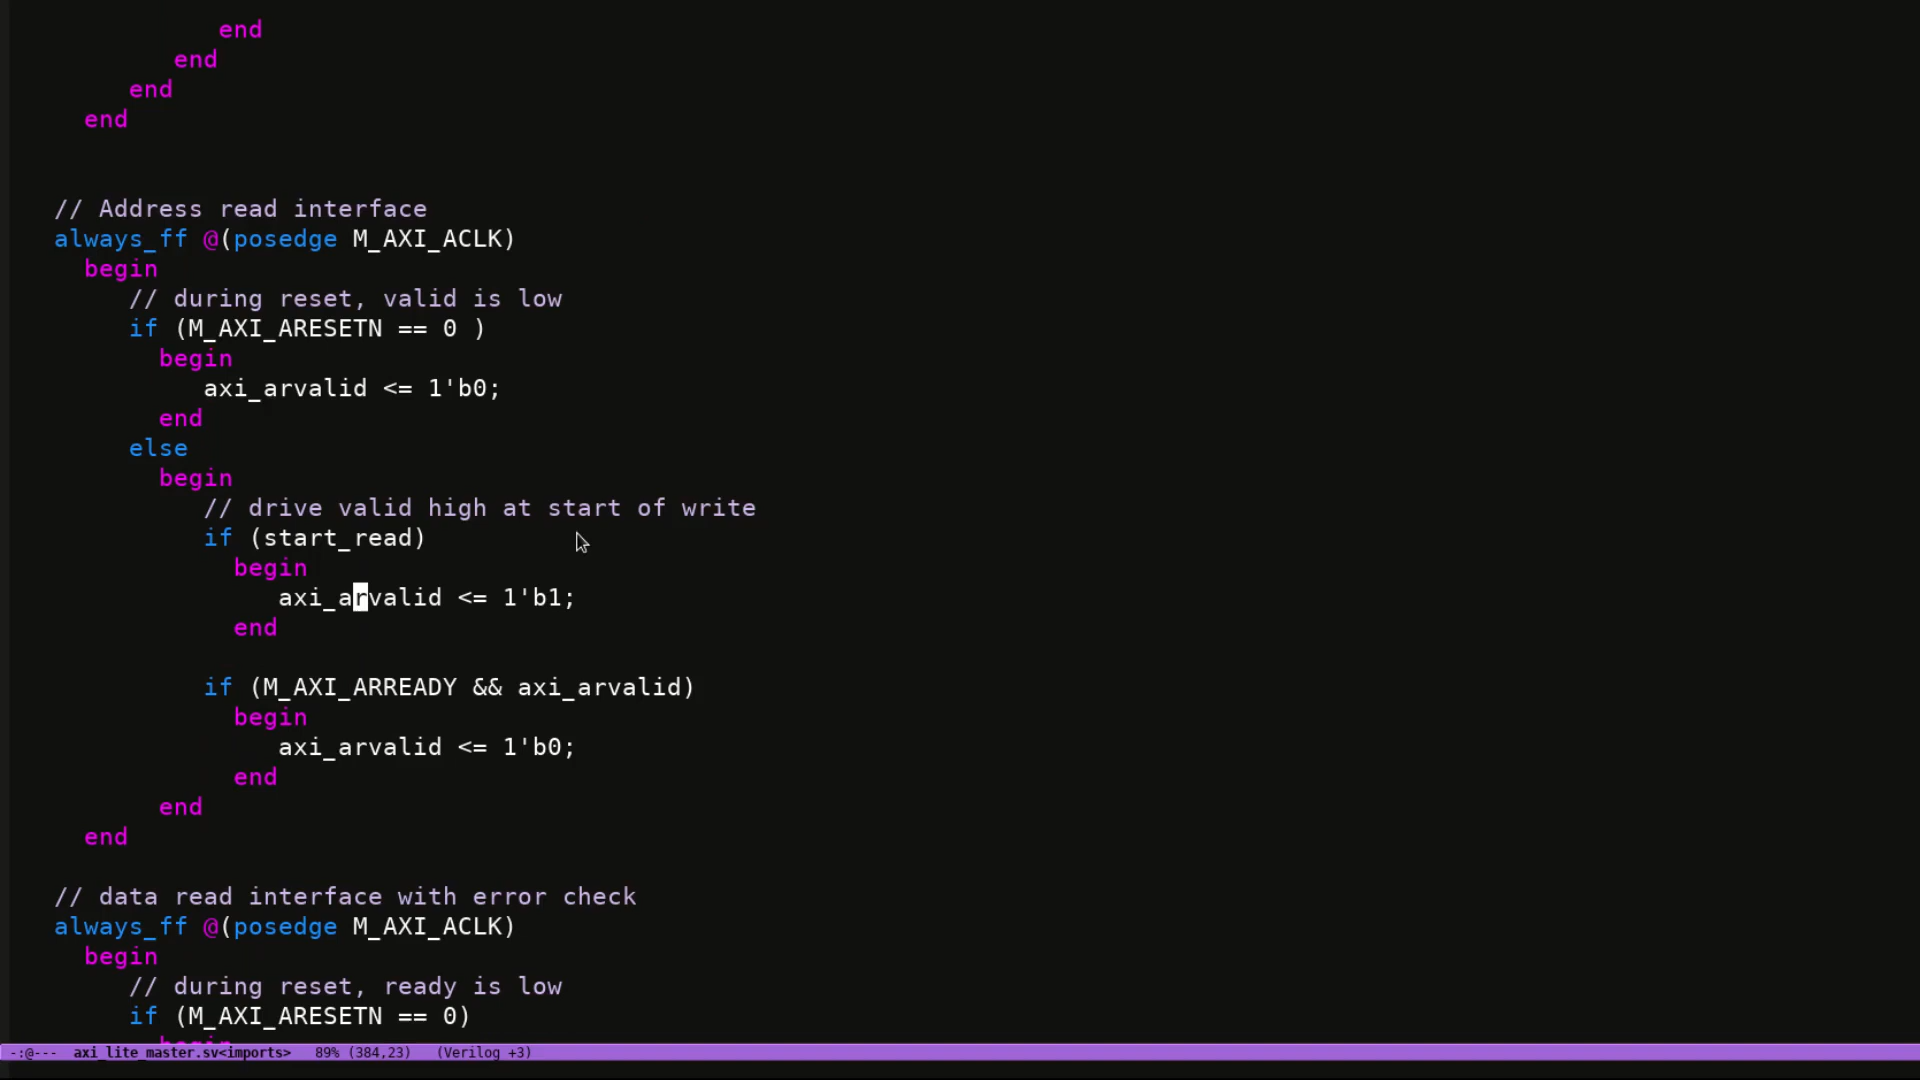 end
end
end
end
// Address read interface
always_ff @(posedge M_AXI_ACLK)
begin
// during reset, valid is low
if (M_AXI_ARESETN == 0 )
begin
axi_arvalid <= 1'b0;
end
else
begin
// drive valid high at start of write
if (start_read)
begin
axi_arvalid <= 1'b1;
end
if (M_AXI_ARREADY && axi_arvalid)
begin
axi_arvalid <= 1'b0;
end
end
end
// data read interface with error check
always_ff @(posedge M_AXI_ACLK)
begin
// during reset, ready is low
if (M_AXI_ARESETN == 0)
-:@--- axi_lite_master.sv<imports> 89% (384,23) (Verilog +3)